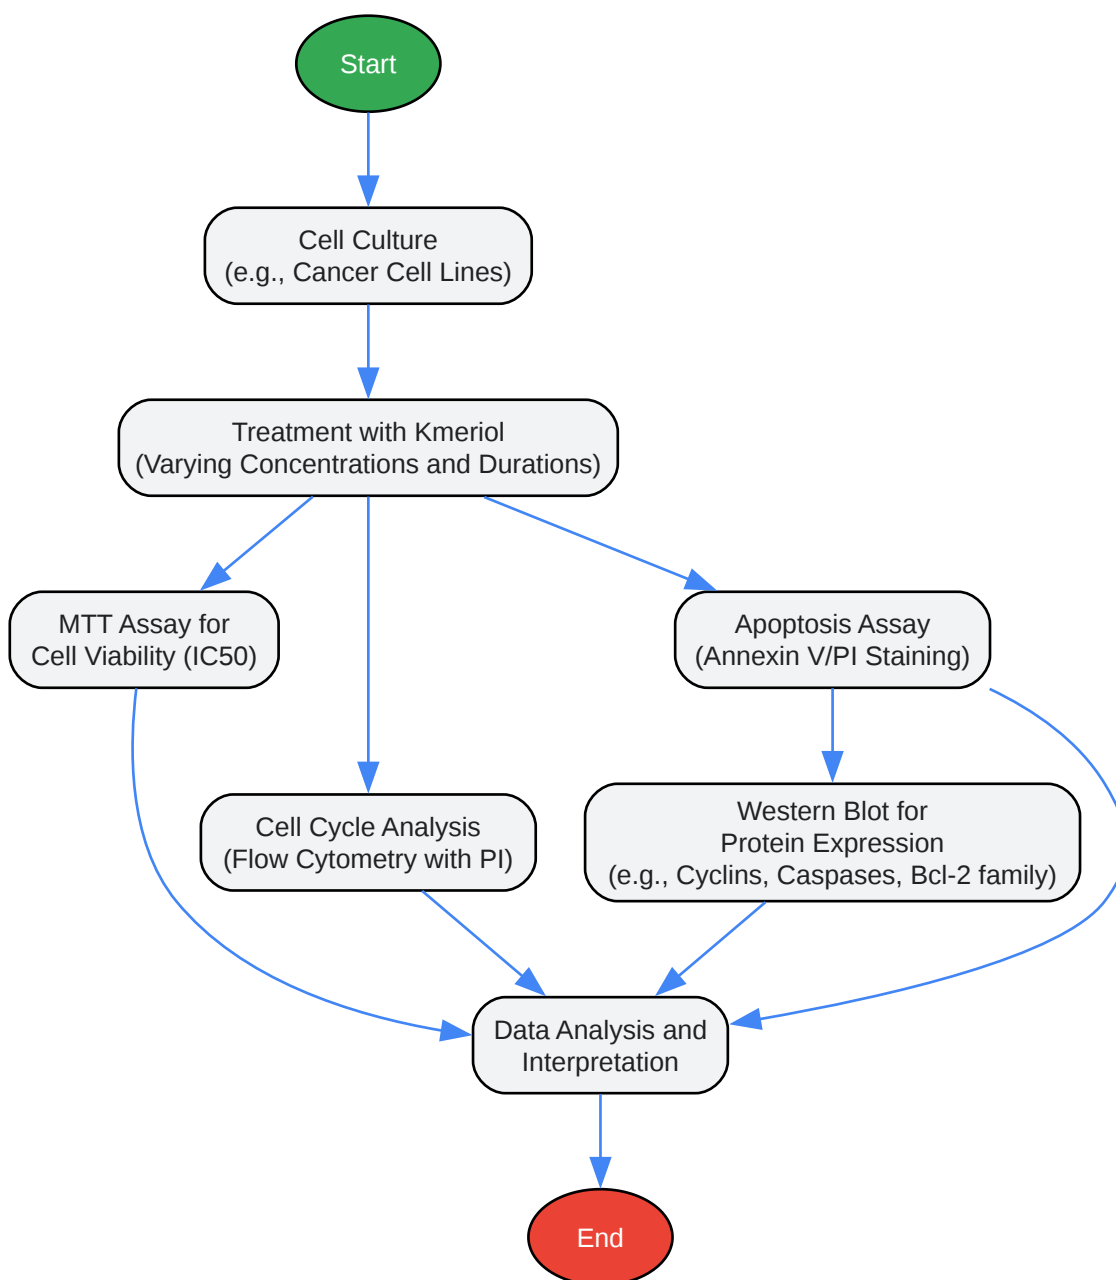 Start
Cell Culture
(e.g., Cancer Cell Lines)
Treatment with Kmeriol
(Varying Concentrations and Durations)
MTT Assay for
Cell Viability (IC50)
Apoptosis Assay
(Annexin V/PI Staining)
Cell Cycle Analysis
(Flow Cytometry with PI)
Western Blot for
Protein Expression
(e.g., Cyclins, Caspases, Bcl-2 family)
Data Analysis and
Interpretation
End